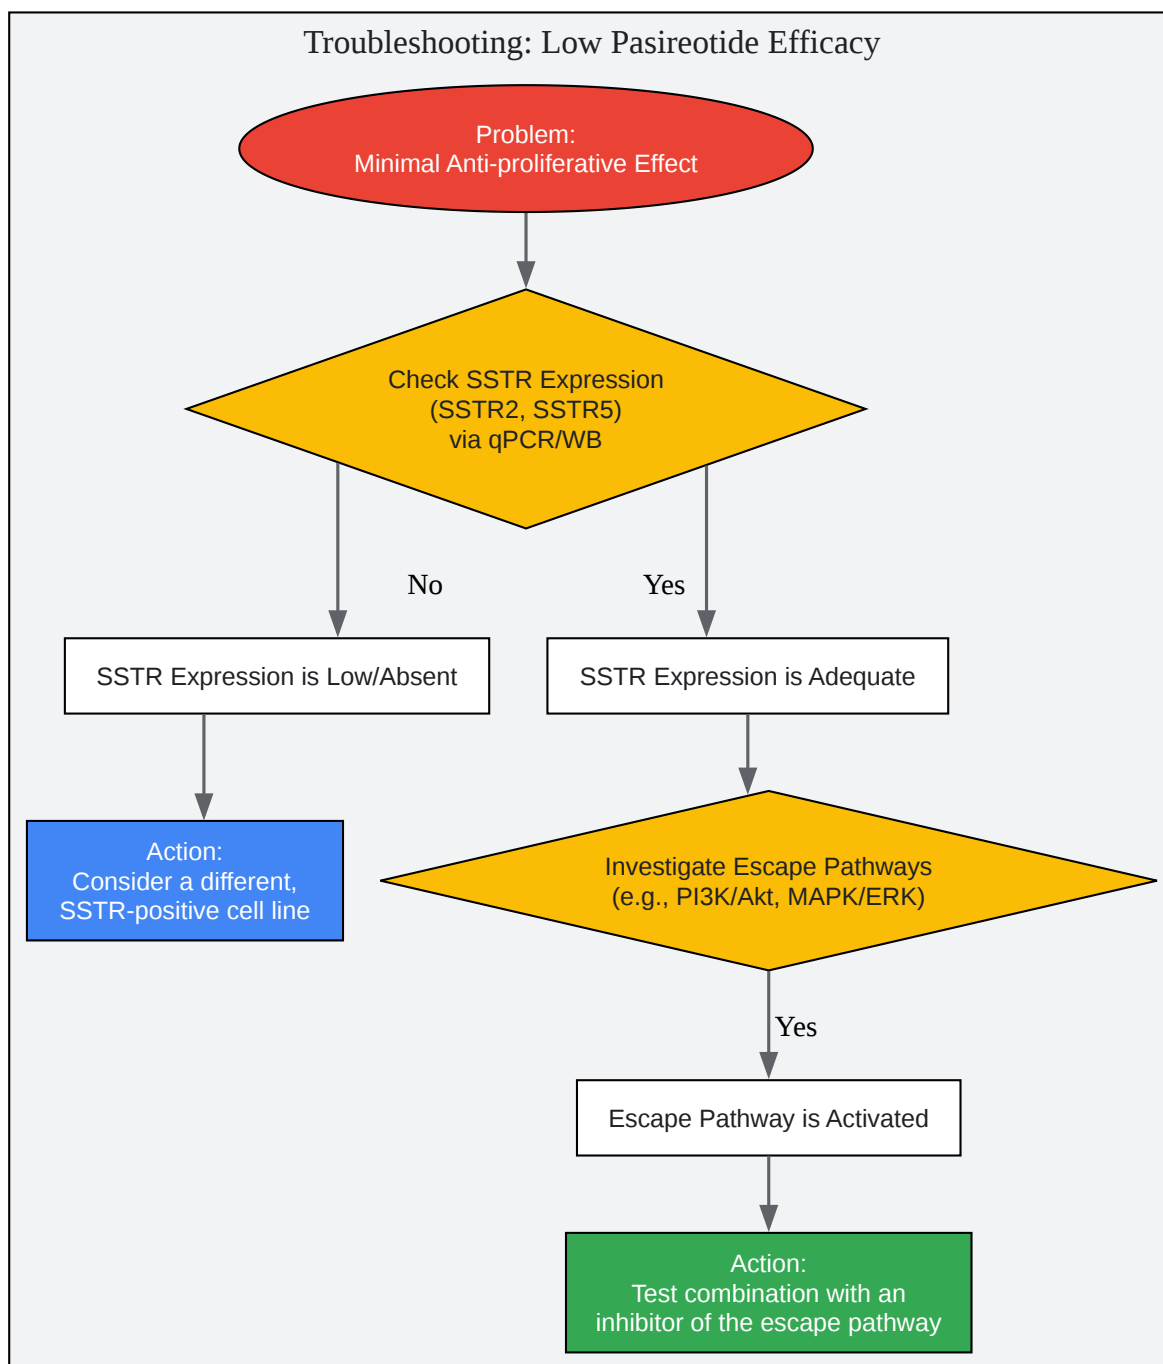 Troubleshooting: Low Pasireotide Efficacy
Problem:
Minimal Anti-proliferative Effect
Check SSTR Expression
(SSTR2, SSTR5)
via qPCR/WB
No
Yes
SSTR Expression is Low/Absent
SSTR Expression is Adequate
Action:
Consider a different,
SSTR-positive cell line
Investigate Escape Pathways
(e.g., PI3K/Akt, MAPK/ERK)
Yes
Escape Pathway is Activated
Action:
Test combination with an
inhibitor of the escape pathway